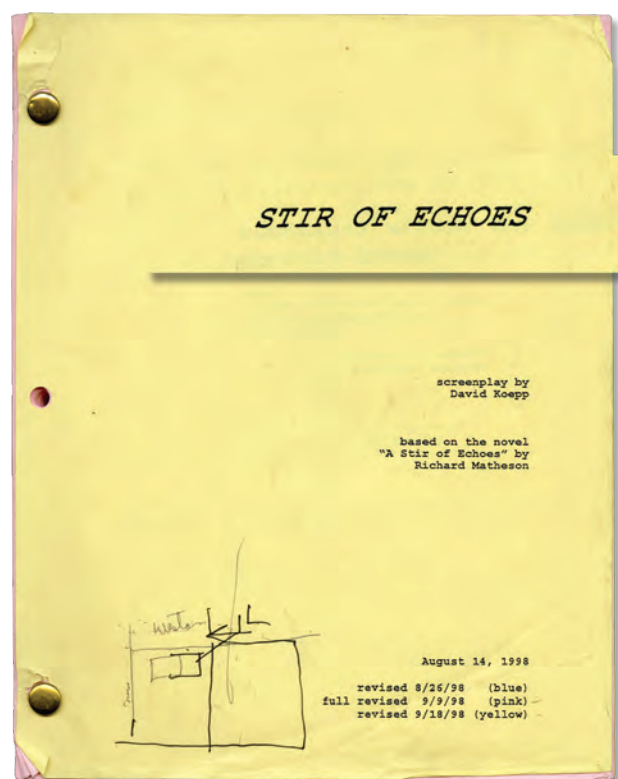 STIR OF ECHOES
screenplay by
David Koepp
based on the novel
"A Stir of Echoes" by
Richard Matheson
August 14, 1998
revised 8/26/98 (blue)
full revised 9/9/98 (pink)
revised 9/18/98 (yellow)